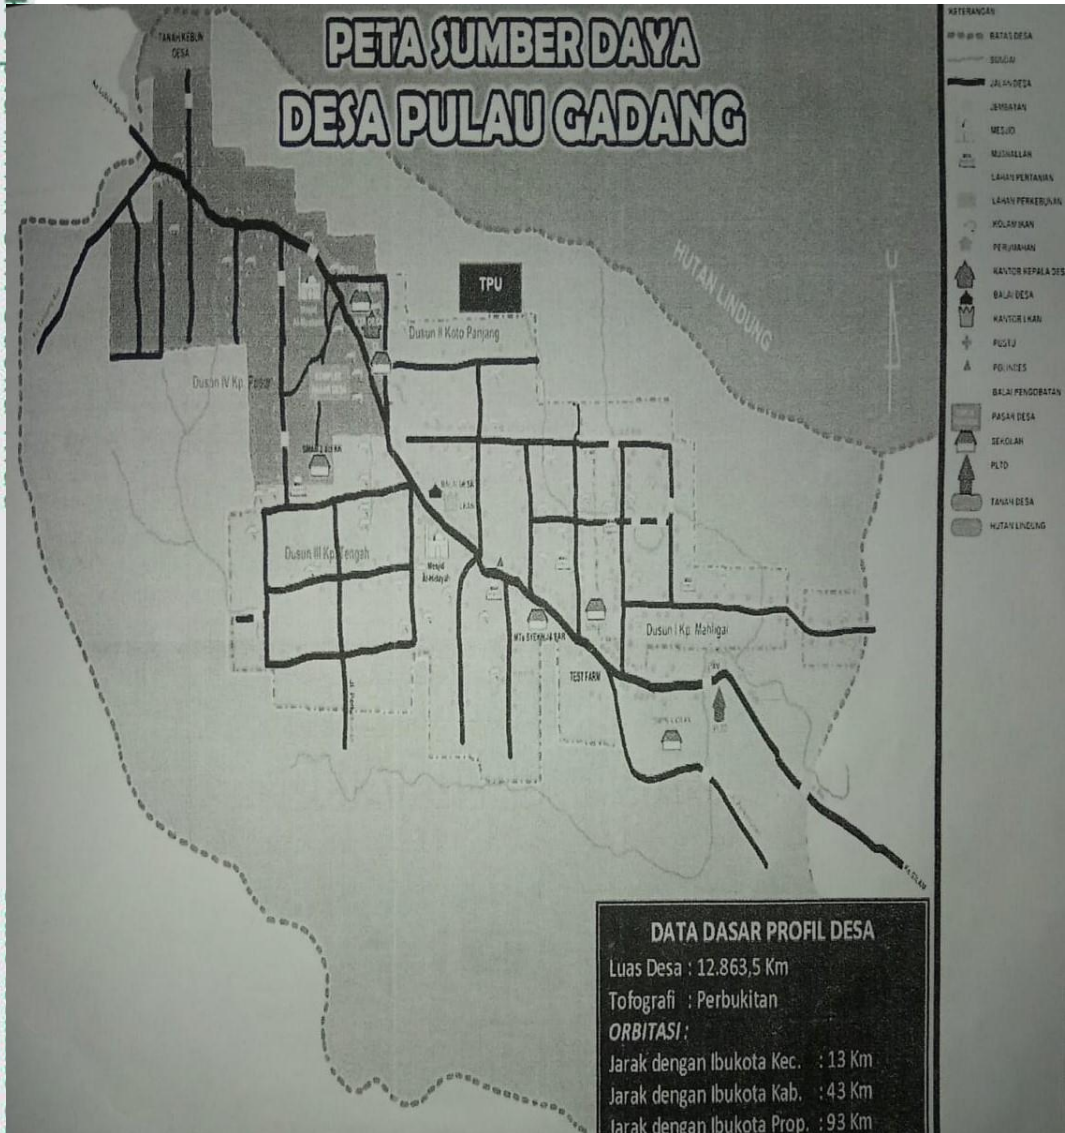 PETA SUMBER DAYA
DESA PULAU GADANG
TANAH KEBUN
DESA
HUTAN LINDUNG
U
TPU
Dusun II Koto Panjang
Dusun IV Kp. Pasar
Dusun III Kp. Tengah
Mesjid
Al-Hidayah
TEST FARM
Dusun I Kp. Mahligai
PLTD
KETERANGAN
BATAS DESA
SUNGAI
JALAN DESA
JEMBATAN
MESJID
MUSHALLAH
LAHAN PERTANIAN
LAHAN PERKEBUNAN
KOLAM IKAN
PERUMAHAN
KANTOR KEPALA DES
BALAI DESA
KANTOR LKAN
PUSTU
POLINDES
BALAI PENGOBATAN
PASAR DESA
SEKOLAH
PLTD
TANAH DESA
HUTAN LINDUNG
DATA DASAR PROFIL DESA
Luas Desa : 12.863,5 Km
Tofografi : Perbukitan
ORBITASI :
Jarak dengan Ibukota Kec. : 13 Km
Jarak dengan Ibukota Kab. : 43 Km
Jarak dengan Ibukota Prop. : 93 Km